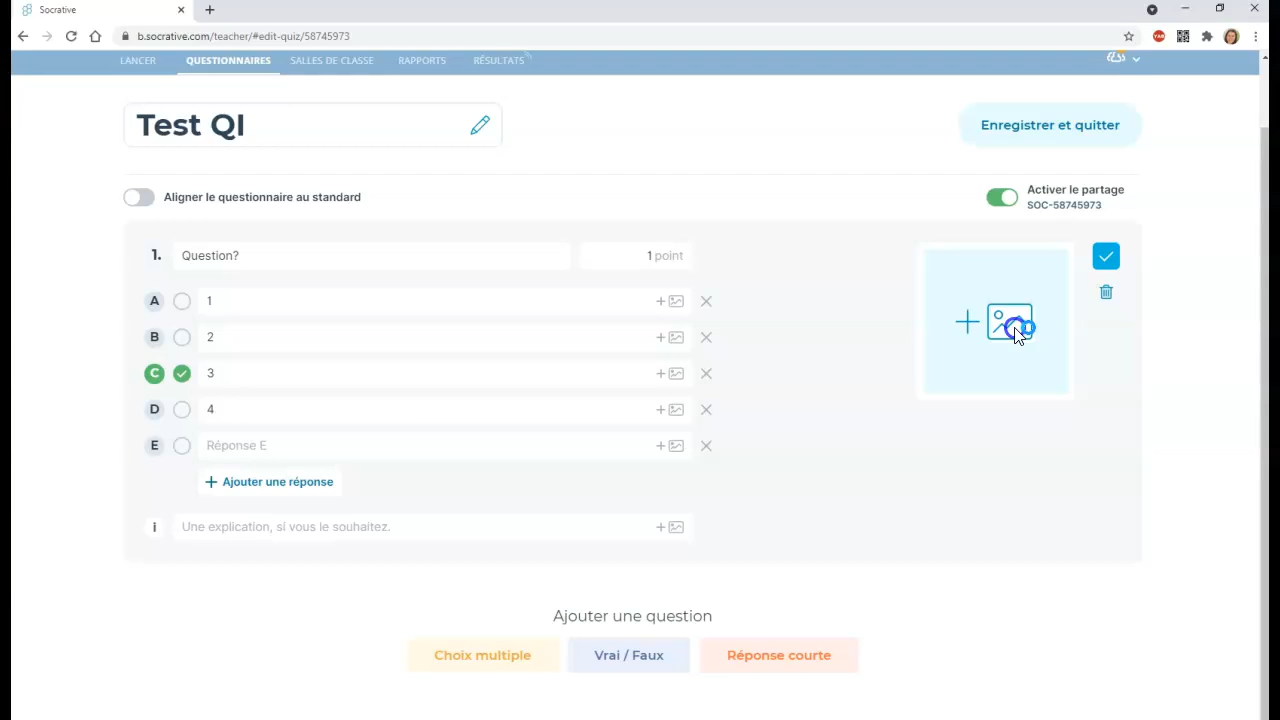 Socrative
b.socrative.com/teacher/#edit-quiz/58745973
LANCER QUESTIONNAIRES SALLES DE CLASSE RAPPORTS RÉSULTATS
Test QI
Enregistrer et quitter
Aligner le questionnaire au standard
Activer le partage
SOC-58745973
1. Question? 1 point
A 1
B 2
C 3
D 4
E Réponse E
+ Ajouter une réponse
i Une explication, si vous le souhaitez.
Ajouter une question
Choix multiple Vrai / Faux Réponse courte